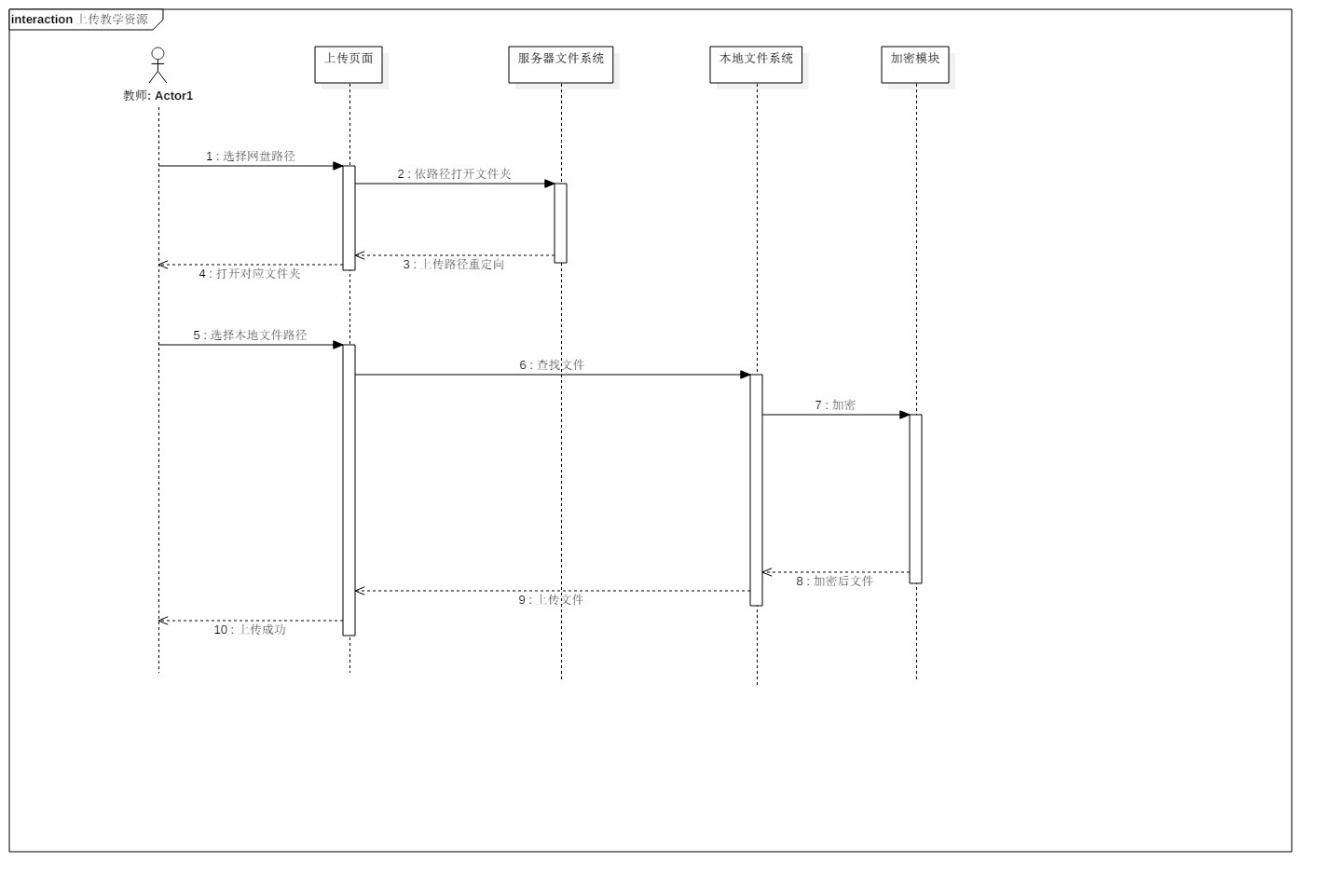 interaction 上传教学资源
上传页面
服务器文件系统
本地文件系统
加密模块
教师: Actor1
1 : 选择网盘路径
2 : 依路径打开文件夹
3 : 上传路径重定向
4 : 打开对应文件夹
5 : 选择本地文件路径
6 : 查找文件
7 : 加密
8 : 加密后文件
9 : 上传文件
10 : 上传成功